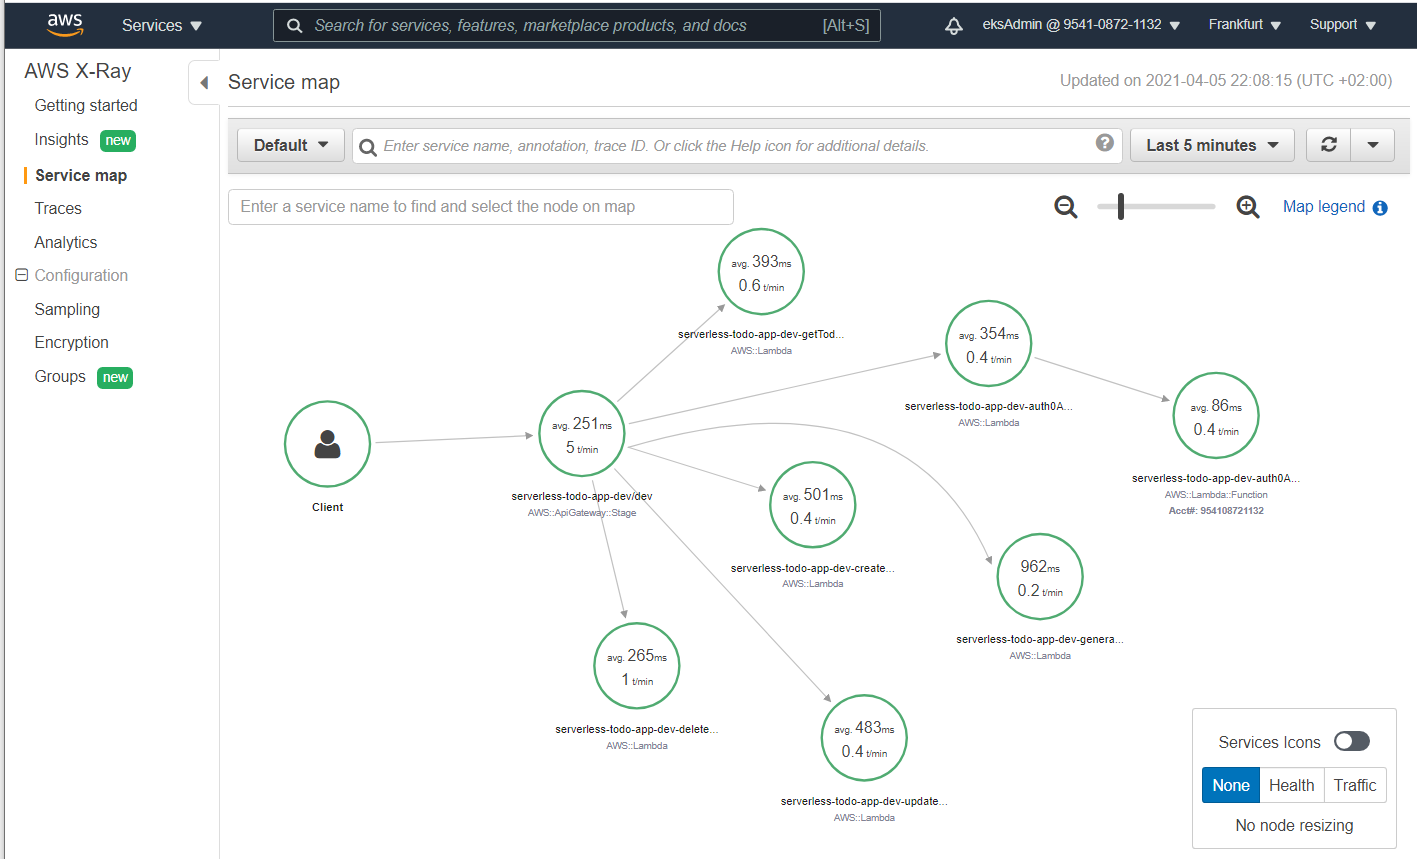 aws Services Search for services, features, marketplace products, and docs [Alt+S] eksAdmin @ 9541-0872-1132 Frankfurt Support
AWS X-Ray
Getting started
Insights new
Service map
Traces
Analytics
Configuration
Sampling
Encryption
Groups new
Service map
Updated on 2021-04-05 22:08:15 (UTC +02:00)
Default Enter service name, annotation, trace ID. Or click the Help icon for additional details. ? Last 5 minutes
Enter a service name to find and select the node on map
Map legend i
avg. 393ms
0.6 t/min
serverless-todo-app-dev-getTod...
AWS::Lambda
avg. 354ms
0.4 t/min
serverless-todo-app-dev-auth0A...
AWS::Lambda
avg. 86ms
0.4 t/min
serverless-todo-app-dev-auth0A...
AWS::Lambda::Function
Acct#: 954108721132
Client
avg. 251ms
5 t/min
serverless-todo-app-dev/dev
AWS::ApiGateway::Stage
avg. 501ms
0.4 t/min
serverless-todo-app-dev-create...
AWS::Lambda
962ms
0.2 t/min
serverless-todo-app-dev-genera...
AWS::Lambda
avg. 265ms
1 t/min
serverless-todo-app-dev-delete...
AWS::Lambda
avg. 483ms
0.4 t/min
serverless-todo-app-dev-update...
AWS::Lambda
Services Icons
None Health Traffic
No node resizing